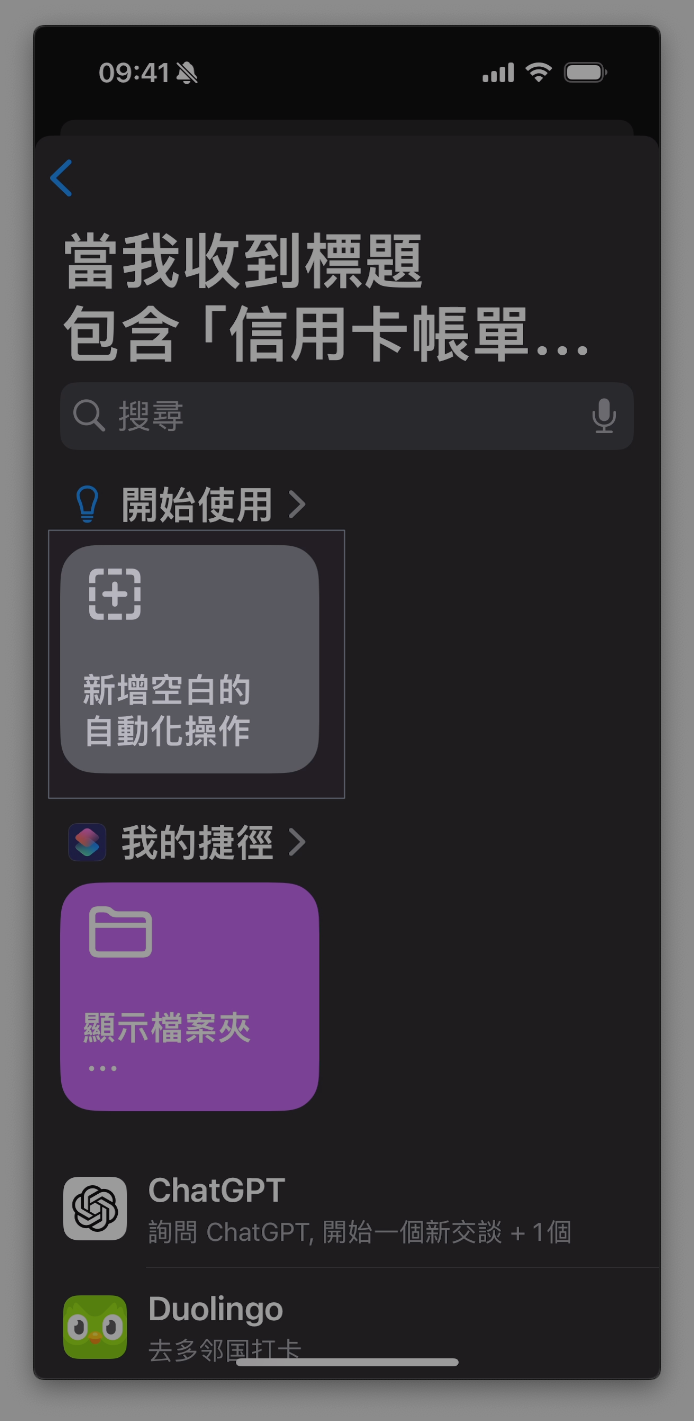 09:41
當我收到標題
包含「信用卡帳單...
搜尋
開始使用
新增空白的
自動化操作
我的捷徑
顯示檔案夾
...
ChatGPT
詢問 ChatGPT, 開始一個新交談 + 1個
Duolingo
去多邻国打卡